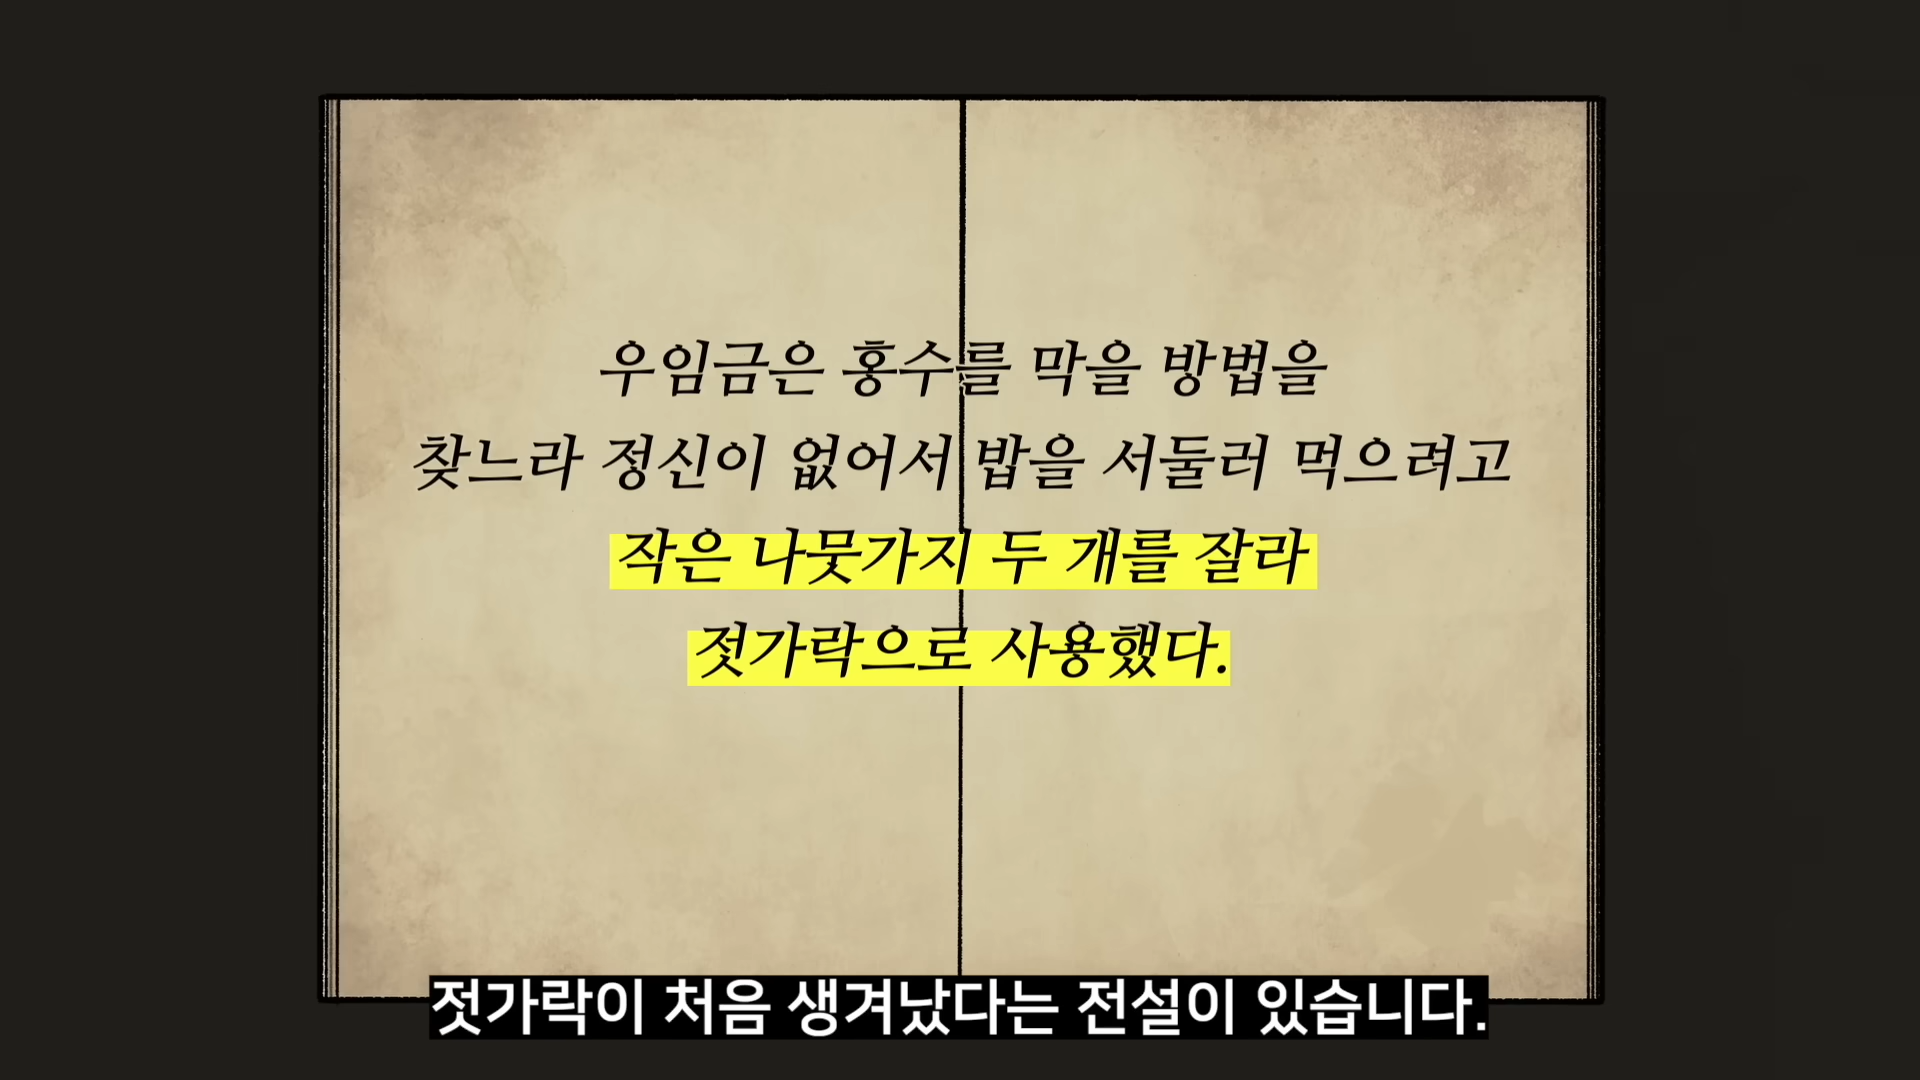 우임금은 홍수를 막을 방법을
찾느라 정신이 없어서 밥을 서둘러 먹으려고
작은 나뭇가지 두 개를 잘라
젓가락으로 사용했다.
젓가락이 처음 생겨났다는 전설이 있습니다.